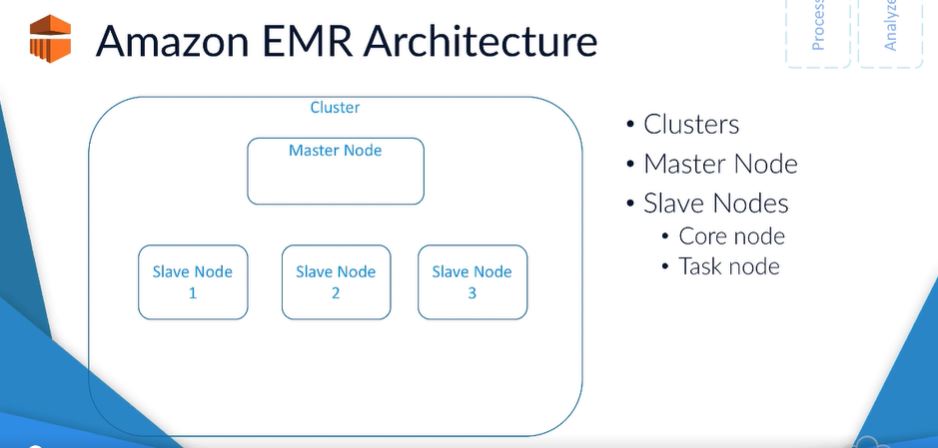 Amazon EMR Architecture
Process
Analyze
Cluster
Master Node
Slave Node
1
Slave Node
2
Slave Node
3
• Clusters
• Master Node
• Slave Nodes
• Core node
• Task node